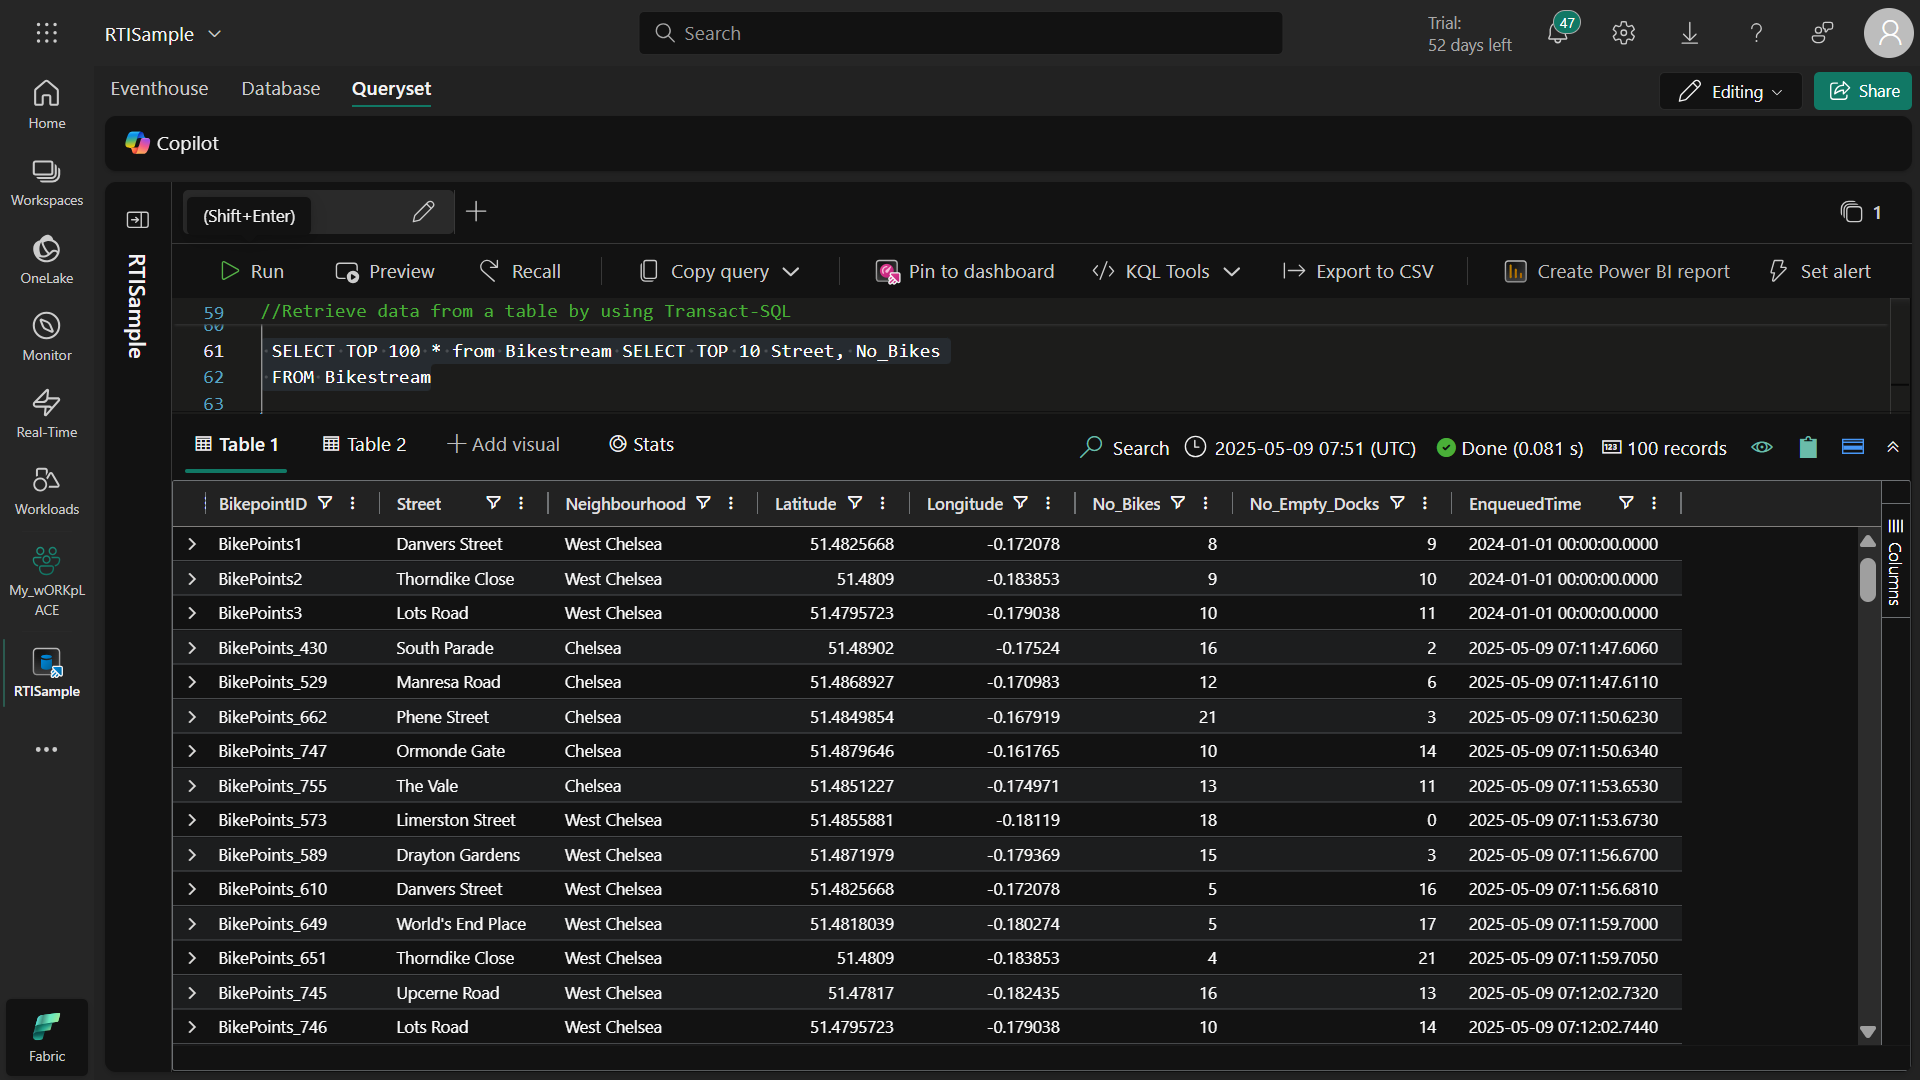 RTISample
Search
Trial:
52 days left
47
Eventhouse
Database
Queryset
Editing
Share
Home
Workspaces
OneLake
Monitor
Real-Time
Workloads
My_wORKpL
ACE
RTISample
Fabric
Copilot
RTISample
(Shift+Enter)
1
Run
Preview
Recall
Copy query
Pin to dashboard
KQL Tools
Export to CSV
Create Power BI report
Set alert
59 //Retrieve data from a table by using Transact-SQL
60
61 SELECT TOP 100 * from Bikestream SELECT TOP 10 Street, No_Bikes
62 FROM Bikestream
63
Table 1
Table 2
Add visual
Stats
Search
2025-05-09 07:51 (UTC)
Done (0.081 s)
123 100 records
BikepointID Street Neighbourhood Latitude Longitude No_Bikes No_Empty_Docks EnqueuedTime
BikePoints1 Danvers Street West Chelsea 51.4825668 -0.172078 8 9 2024-01-01 00:00:00.0000
BikePoints2 Thorndike Close West Chelsea 51.4809 -0.183853 9 10 2024-01-01 00:00:00.0000
BikePoints3 Lots Road West Chelsea 51.4795723 -0.179038 10 11 2024-01-01 00:00:00.0000
BikePoints_430 South Parade Chelsea 51.48902 -0.17524 16 2 2025-05-09 07:11:47.6060
BikePoints_529 Manresa Road Chelsea 51.4868927 -0.170983 12 6 2025-05-09 07:11:47.6110
BikePoints_662 Phene Street Chelsea 51.4849854 -0.167919 21 3 2025-05-09 07:11:50.6230
BikePoints_747 Ormonde Gate Chelsea 51.4879646 -0.161765 10 14 2025-05-09 07:11:50.6340
BikePoints_755 The Vale Chelsea 51.4851227 -0.174971 13 11 2025-05-09 07:11:53.6530
BikePoints_573 Limerston Street West Chelsea 51.4855881 -0.18119 18 0 2025-05-09 07:11:53.6730
BikePoints_589 Drayton Gardens West Chelsea 51.4871979 -0.179369 15 3 2025-05-09 07:11:56.6700
BikePoints_610 Danvers Street West Chelsea 51.4825668 -0.172078 5 16 2025-05-09 07:11:56.6810
BikePoints_649 World's End Place West Chelsea 51.4818039 -0.180274 5 17 2025-05-09 07:11:59.7000
BikePoints_651 Thorndike Close West Chelsea 51.4809 -0.183853 4 21 2025-05-09 07:11:59.7050
BikePoints_745 Upcerne Road West Chelsea 51.47817 -0.182435 16 13 2025-05-09 07:12:02.7320
BikePoints_746 Lots Road West Chelsea 51.4795723 -0.179038 10 14 2025-05-09 07:12:02.7440
Columns